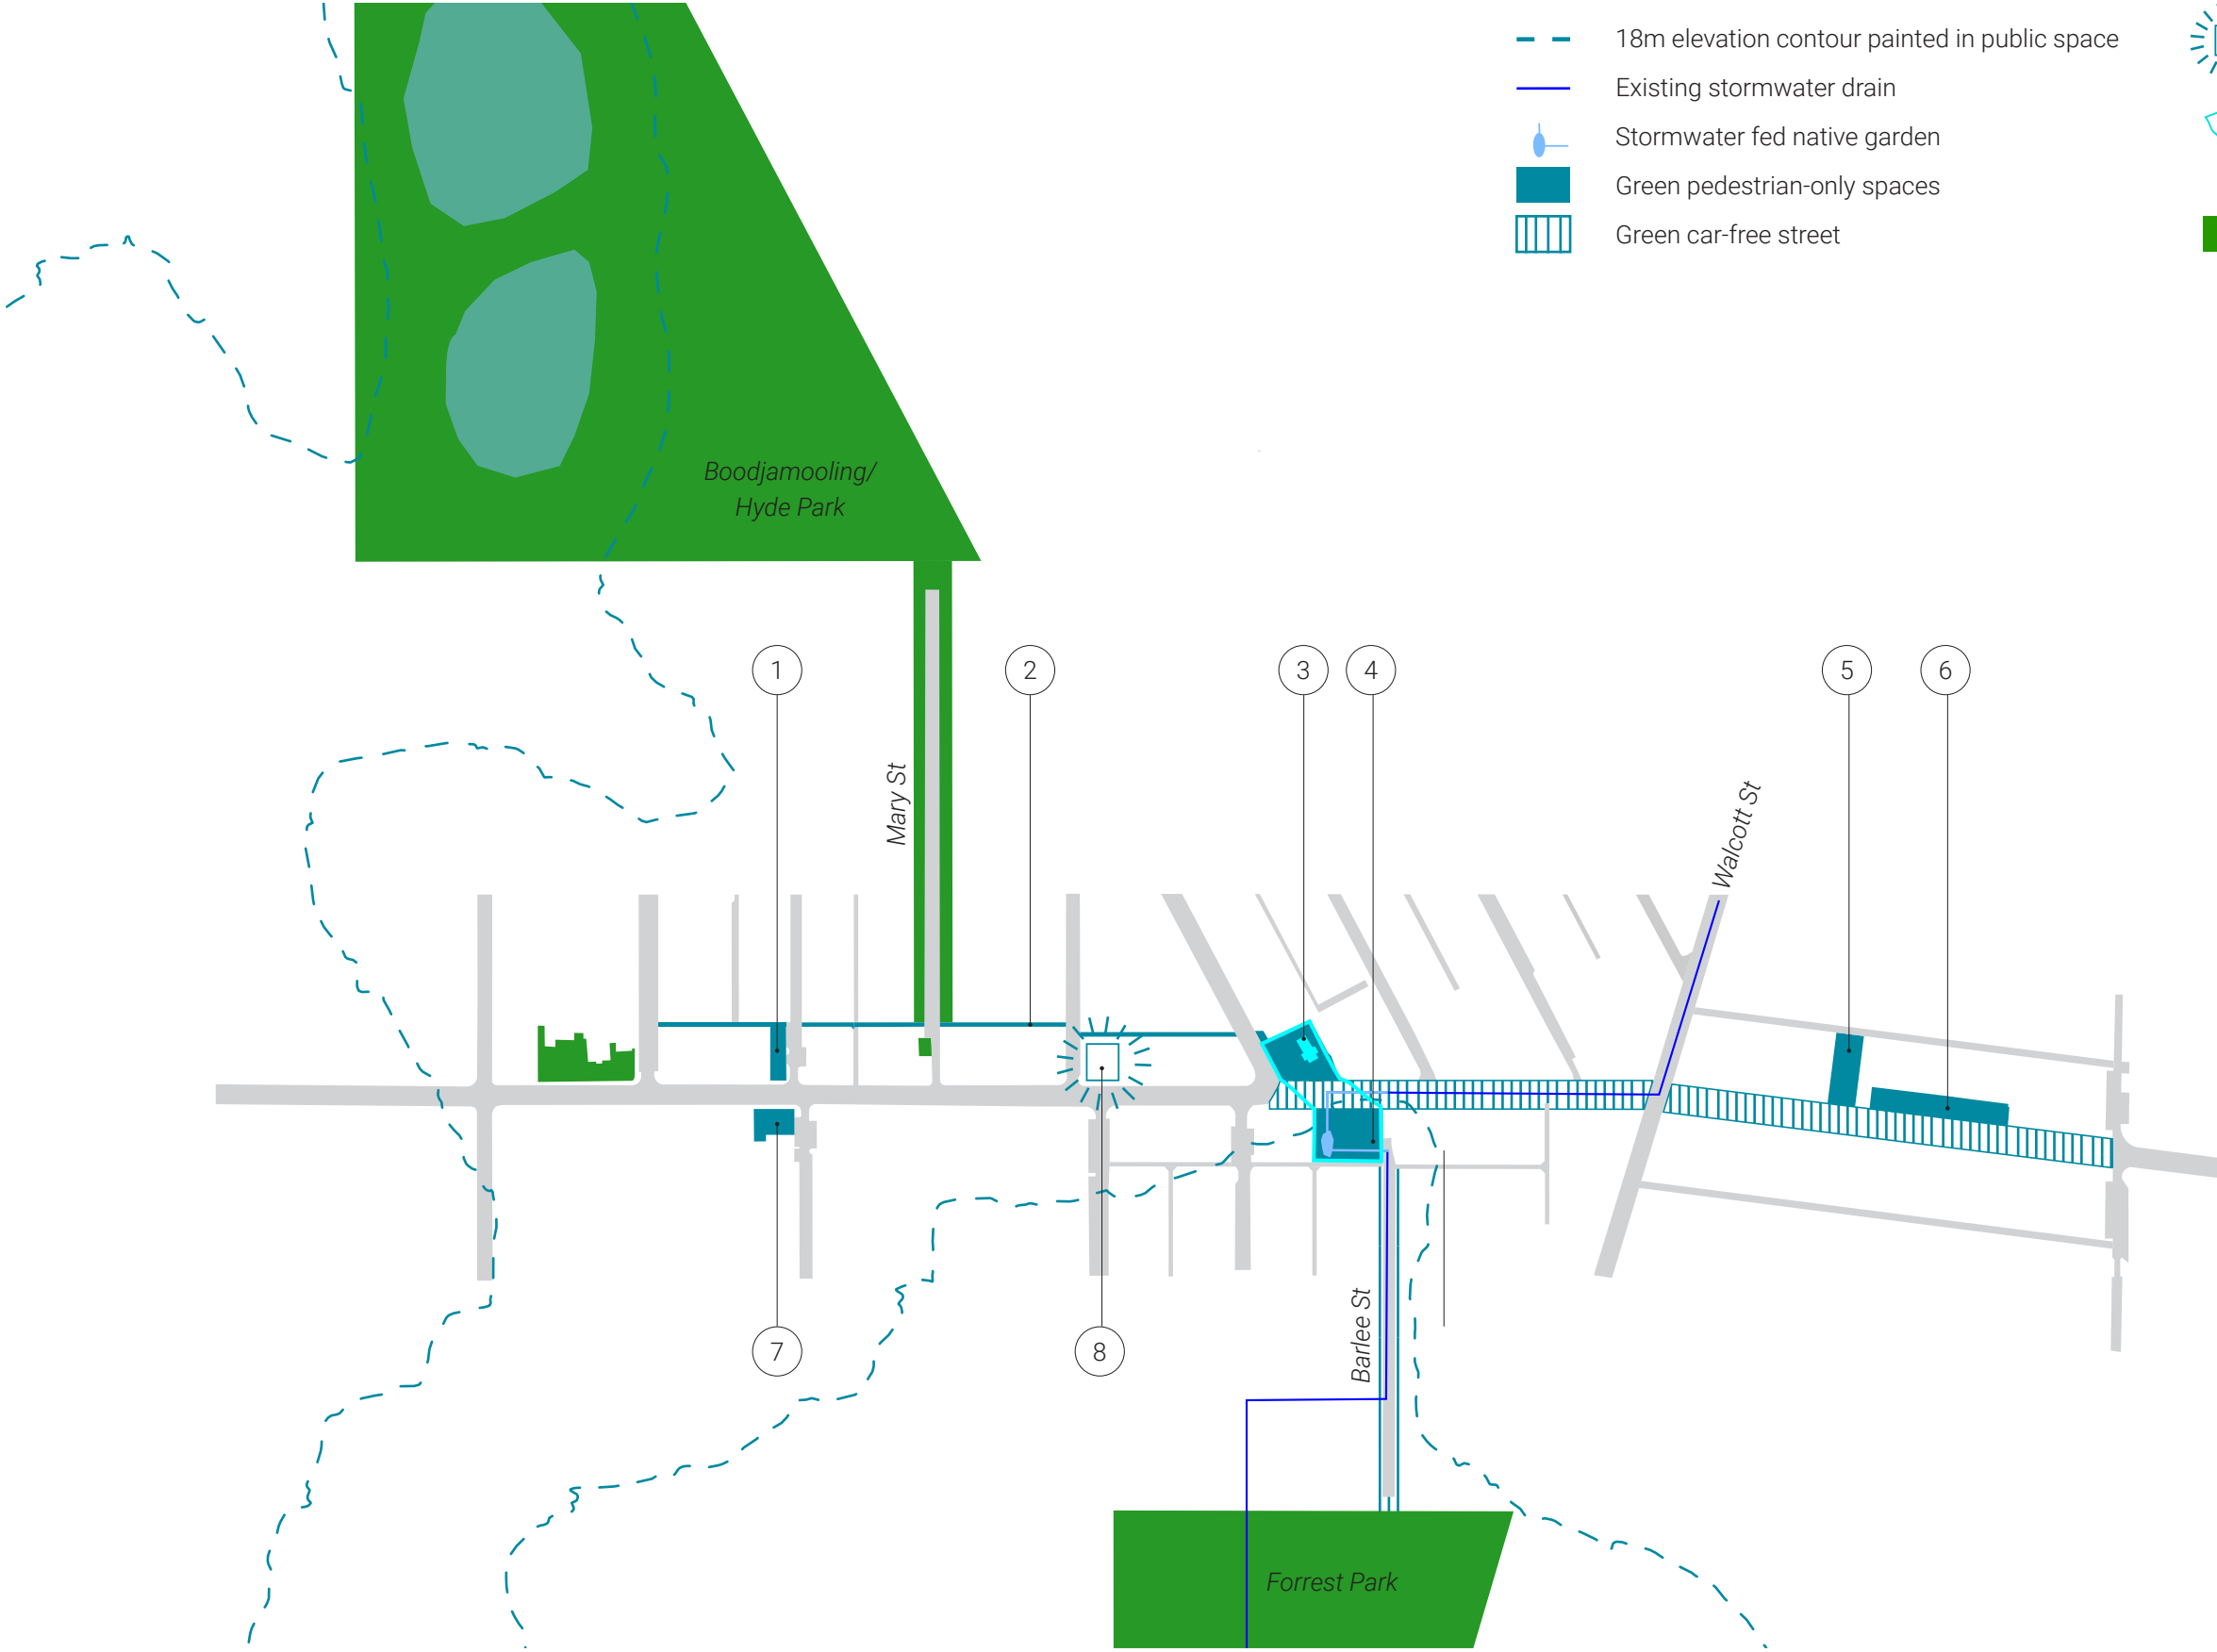 18m elevation contour painted in public space
Existing stormwater drain
Stormwater fed native garden
Green pedestrian-only spaces
Green car-free street
Boodjamooling/
Hyde Park
1
2
3
4
5
6
Mary St
Walcott St
Barlee St
7
8
Forrest Park